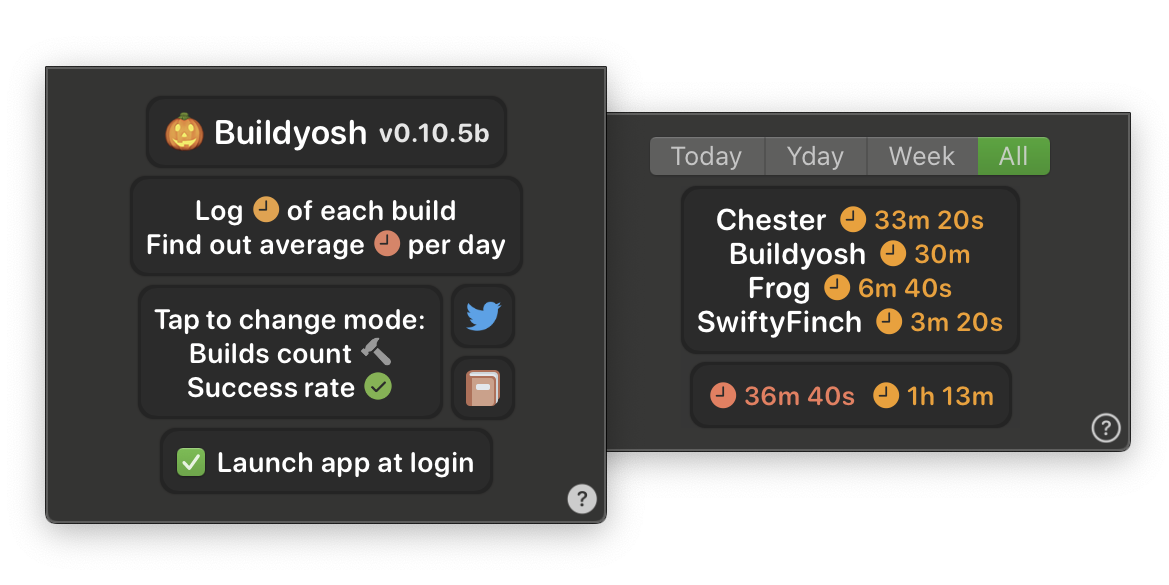 Buildyosh v0.10.5b
Log of each build
Find out average per day
Tap to change mode:
Builds count
Success rate
Launch app at login
?
Today Yday Week All
Chester 33m 20s
Buildyosh 30m
Frog 6m 40s
SwiftyFinch 3m 20s
36m 40s 1h 13m
?